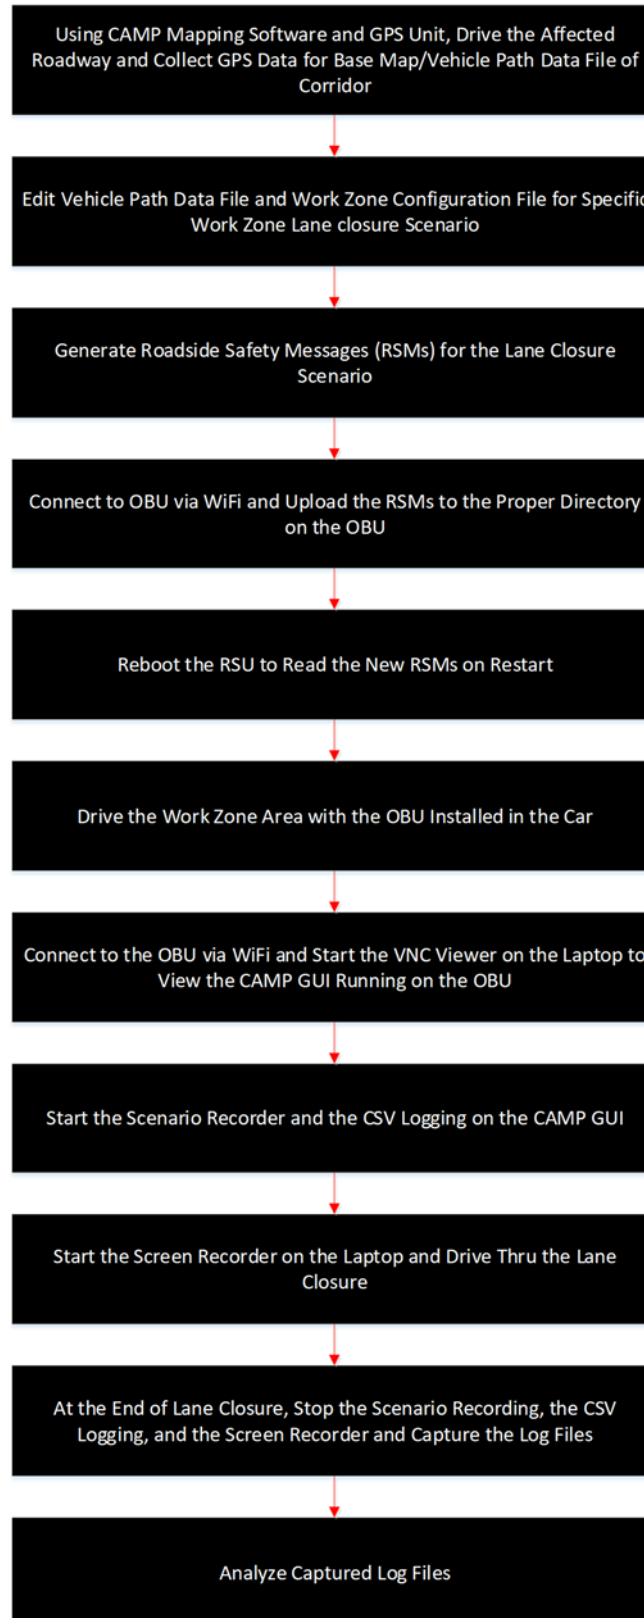 Using CAMP Mapping Software and GPS Unit, Drive the Affected
Roadway and Collect GPS Data for Base Map/Vehicle Path Data File of
Corridor
Edit Vehicle Path Data File and Work Zone Configuration File for Specific
Work Zone Lane closure Scenario
Generate Roadside Safety Messages (RSMs) for the Lane Closure
Scenario
Connect to OBU via WiFi and Upload the RSMs to the Proper Directory
on the OBU
Reboot the RSU to Read the New RSMs on Restart
Drive the Work Zone Area with the OBU Installed in the Car
Connect to the OBU via WiFi and Start the VNC Viewer on the Laptop to
View the CAMP GUI Running on the OBU
Start the Scenario Recorder and the CSV Logging on the CAMP GUI
Start the Screen Recorder on the Laptop and Drive Thru the Lane
Closure
At the End of Lane Closure, Stop the Scenario Recording, the CSV
Logging, and the Screen Recorder and Capture the Log Files
Analyze Captured Log Files